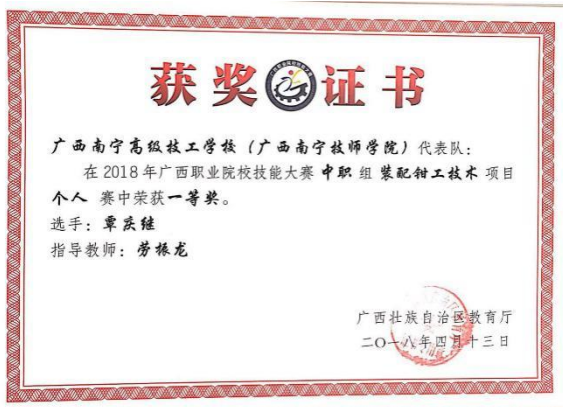 获奖证书
广西南宁高级技工学校（广西南宁技师学院）代表队：
在 2018 年广西职业院校技能大赛 中职 组 装配钳工技术 项目
个人 赛中荣获一等奖。
选手：覃庆继
指导教师：劳振龙
广西壮族自治区教育厅
二〇一八年四月十三日